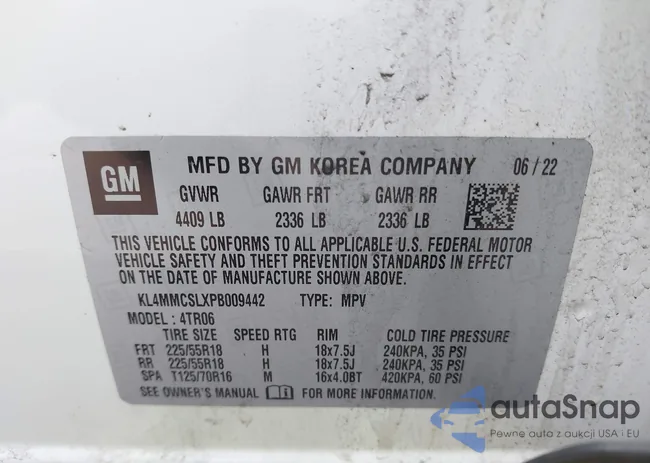 GM MFD BY GM KOREA COMPANY 06/22
GVWR GAWR FRT GAWR RR
4409 LB 2336 LB 2336 LB
THIS VEHICLE CONFORMS TO ALL APPLICABLE U.S. FEDERAL MOTOR
VEHICLE SAFETY AND THEFT PREVENTION STANDARDS IN EFFECT
ON THE DATE OF MANUFACTURE SHOWN ABOVE.
KL4MMCSLXPB009442 TYPE: MPV
MODEL: 4TR06
TIRE SIZE SPEED RTG RIM COLD TIRE PRESSURE
FRT 225/55R18 H 18x7.5J 240KPA, 35 PSI
RR 225/55R18 H 18x7.5J 240KPA, 35 PSI
SPA T125/70R16 M 16x4.0BT 420KPA, 60 PSI
SEE OWNER'S MANUAL FOR MORE INFORMATION.
autaSnap
Pewne auta z aukcji USA i EU